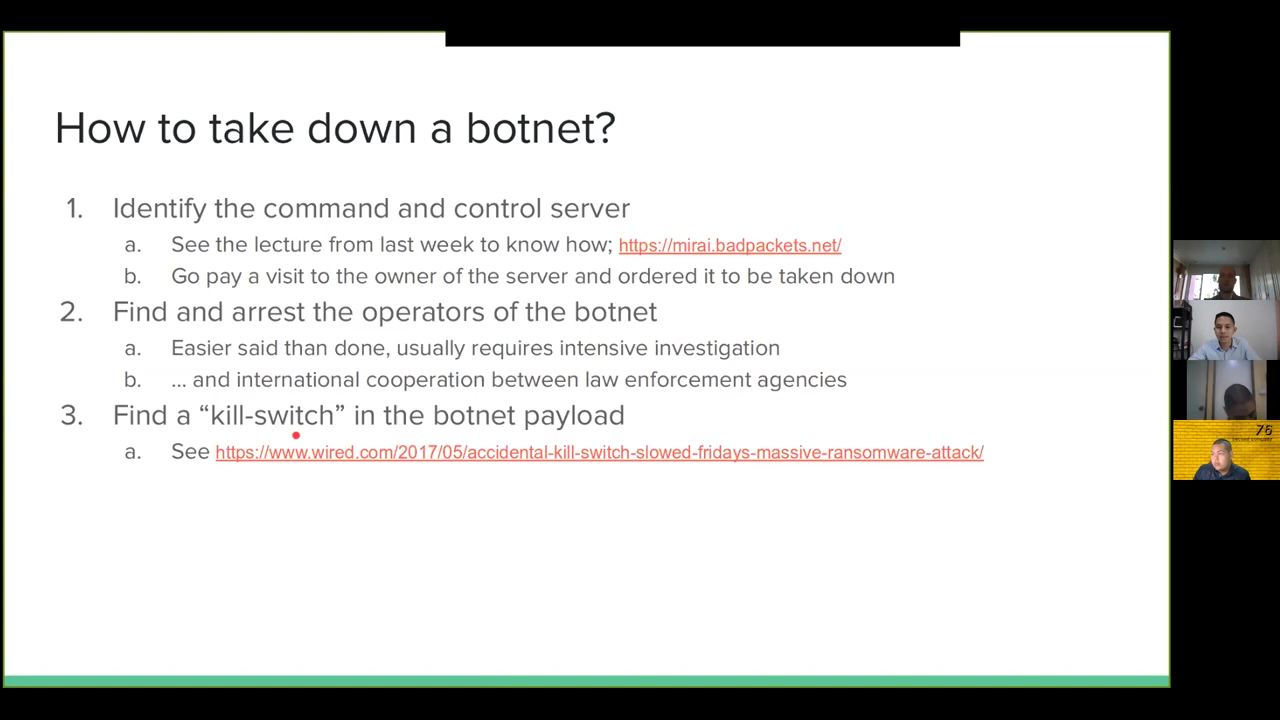 How to take down a botnet?
1. Identify the command and control server
a. See the lecture from last week to know how; https://mirai.badpackets.net/
b. Go pay a visit to the owner of the server and ordered it to be taken down
2. Find and arrest the operators of the botnet
a. Easier said than done, usually requires intensive investigation
b. ... and international cooperation between law enforcement agencies
3. Find a “kill-switch” in the botnet payload
a. See https://www.wired.com/2017/05/accidental-kill-switch-slowed-fridays-massive-ransomware-attack/